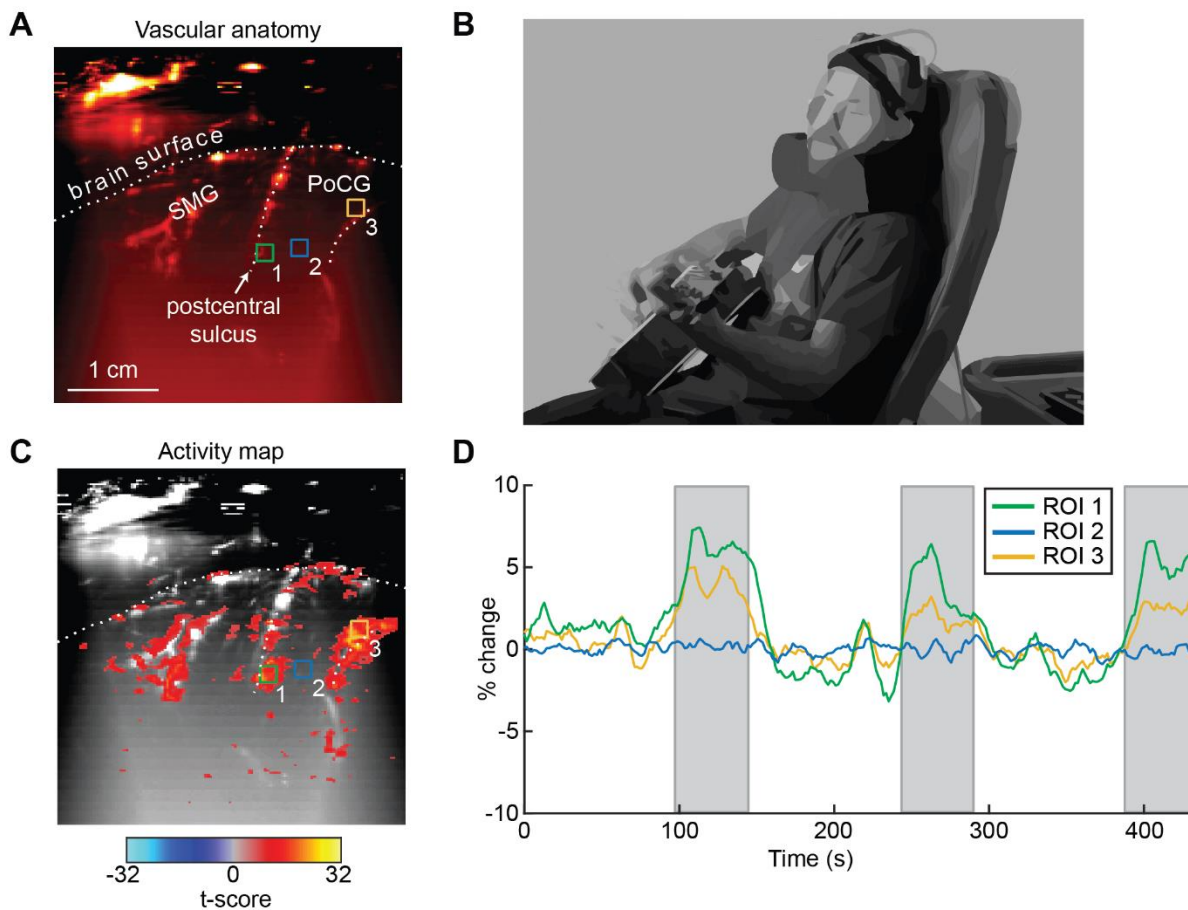 A
Vascular anatomy
brain surface
SMG
PoCG
1
2
3
postcentral
sulcus
1 cm
B
C
Activity map
1
2
3
-32
0
32
t-score
D
10
5
0
-5
-10
% change
ROI 1
ROI 2
ROI 3
0
100
200
300
400
Time (s)